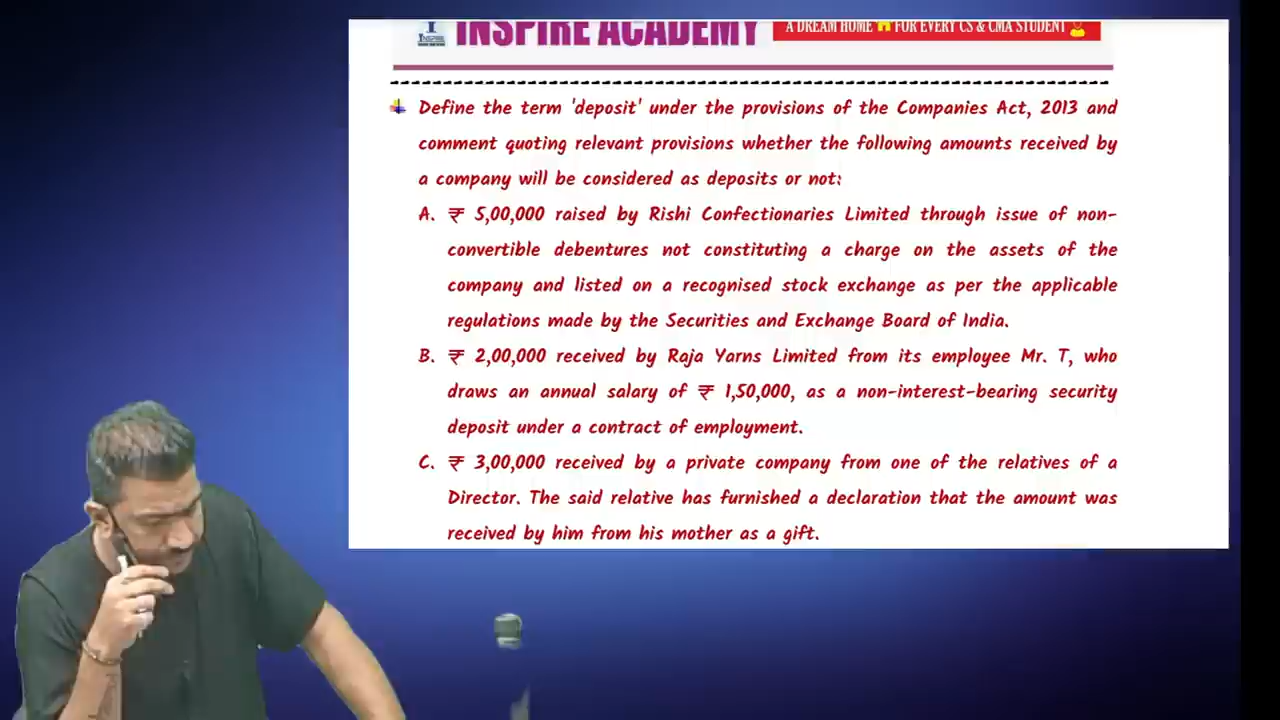 INSPIRE ACADEMY
A DREAM HOME FOR EVERY CS & CMA STUDENT
Define the term 'deposit' under the provisions of the Companies Act, 2013 and
comment quoting relevant provisions whether the following amounts received by
a company will be considered as deposits or not:
A. ₹ 5,00,000 raised by Rishi Confectionaries Limited through issue of non-
convertible debentures not constituting a charge on the assets of the
company and listed on a recognised stock exchange as per the applicable
regulations made by the Securities and Exchange Board of India.
B. ₹ 2,00,000 received by Raja Yarns Limited from its employee Mr. T, who
draws an annual salary of ₹ 1,50,000, as a non-interest-bearing security
deposit under a contract of employment.
C. ₹ 3,00,000 received by a private company from one of the relatives of a
Director. The said relative has furnished a declaration that the amount was
received by him from his mother as a gift.